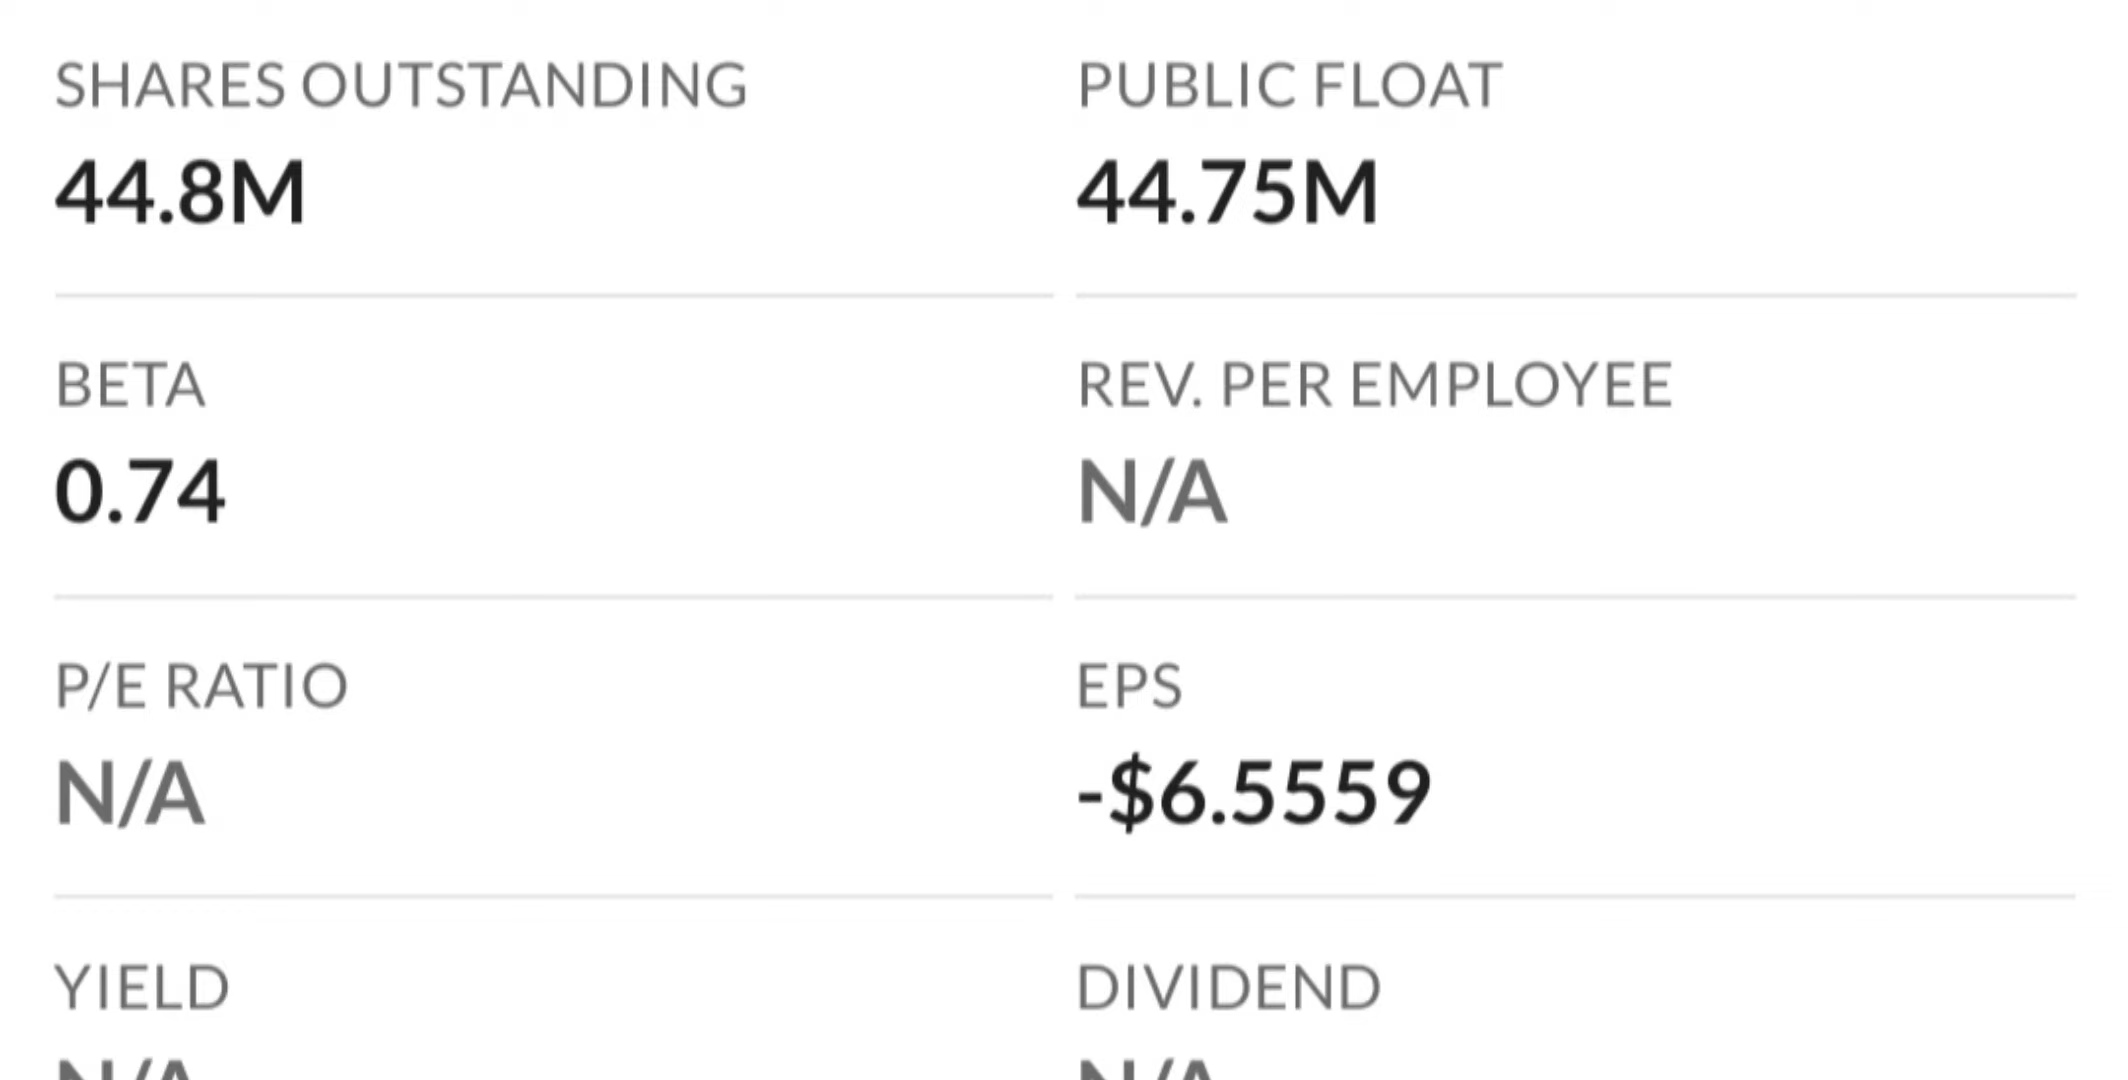 SHARES OUTSTANDING
44.8M
PUBLIC FLOAT
44.75M
BETA
0.74
REV. PER EMPLOYEE
N/A
P/E RATIO
N/A
EPS
-$6.5559
YIELD
N/A
DIVIDEND
N/A